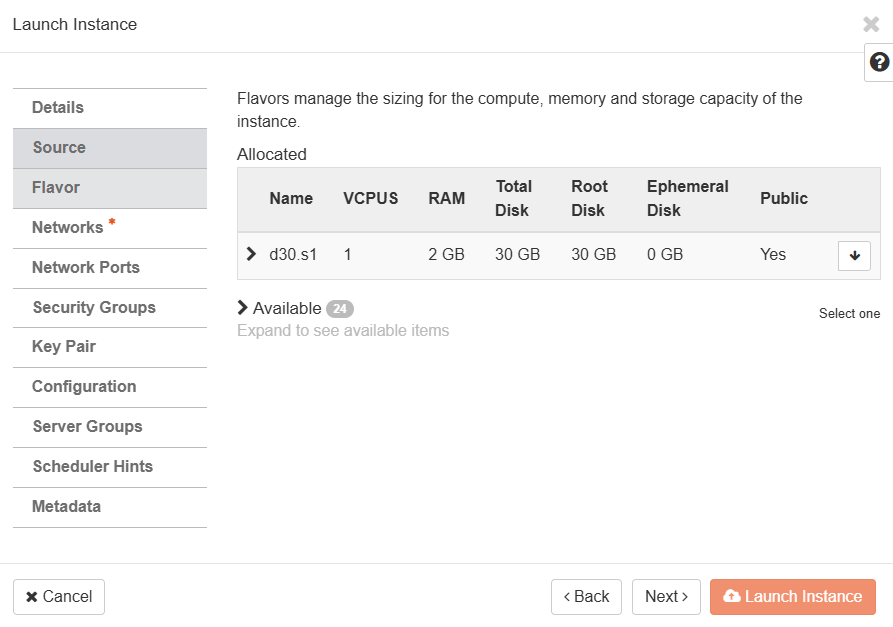 Launch Instance
Details
Source
Flavor
Networks *
Network Ports
Security Groups
Key Pair
Configuration
Server Groups
Scheduler Hints
Metadata
Flavors manage the sizing for the compute, memory and storage capacity of the
instance.
Allocated
Name VCPUS RAM Total Disk Root Disk Ephemeral Disk Public
d30.s1 1 2 GB 30 GB 30 GB 0 GB Yes
Available 24
Select one
Expand to see available items
Cancel
Back
Next
Launch Instance